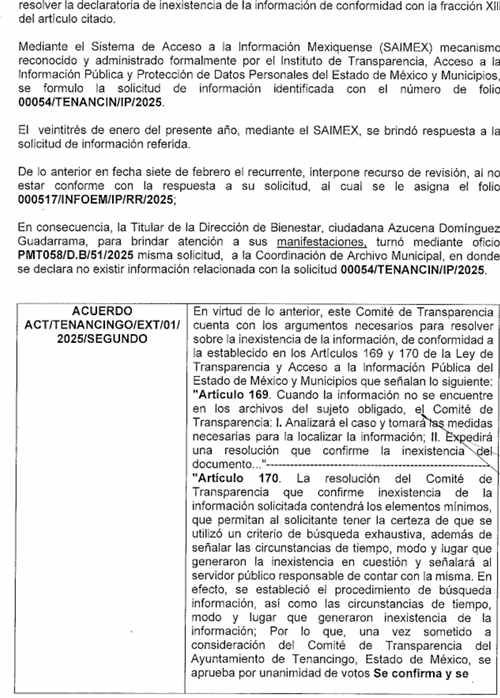 resolver la declaratoria de inexistencia de la información de conformidad con la fracción XIII
del artículo citado.
Mediante el Sistema de Acceso a la Información Mexiquense (SAIMEX) mecanismo
reconocido y administrado formalmente por el Instituto de Transparencia, Acceso a la
Información Pública y Protección de Datos Personales del Estado de México y Municipios,
se formulo la solicitud de información identificada con el número de folio
00054/TENANCIN/IP/2025.
El veintitrés de enero del presente año, mediante el SAIMEX, se brindó respuesta a la
solicitud de información referida.
De lo anterior en fecha siete de febrero el recurrente, interpone recurso de revisión, al no
estar conforme con la respuesta a su solicitud, al cual se le asigna el folio
000517/INFOEM/IP/RR/2025;
En consecuencia, la Titular de la Dirección de Bienestar, ciudadana Azucena Domínguez
Guadarrama, para brindar atención a sus manifestaciones, turnó mediante oficio
PMT058/D.B/51/2025 misma solicitud, a la Coordinación de Archivo Municipal, en donde
se declara no existir información relacionada con la solicitud 00054/TENANCIN/IP/2025.
ACUERDO
ACT/TENANCINGO/EXT/01/
2025/SEGUNDO
En virtud de lo anterior, este Comité de Transparencia
cuenta con los argumentos necesarios para resolver
sobre la inexistencia de la información, de conformidad a
la establecido en los Artículos 169 y 170 de la Ley de
Transparencia y Acceso a la Información Pública del
Estado de México y Municipios que señalan lo siguiente:
"Artículo 169. Cuando la información no se encuentre
en los archivos del sujeto obligado, el Comité de
Transparencia: I. Analizará el caso y tomará las medidas
necesarias para la localizar la información; II. Expedirá
una resolución que confirme la inexistencia del
documento..."------------------------------------
"Artículo 170. La resolución del Comité de
Transparencia que confirme inexistencia de la
información solicitada contendrá los elementos mínimos,
que permitan al solicitante tener la certeza de que se
utilizó un criterio de búsqueda exhaustiva, además de
señalar las circunstancias de tiempo, modo y lugar que
generaron la inexistencia en cuestión y señalará al
servidor público responsable de contar con la misma. En
efecto, se estableció el procedimiento de búsqueda
información, así como las circunstancias de tiempo,
modo y lugar que generaron inexistencia de la
información; Por lo que, una vez sometido a
consideración del Comité de Transparencia del
Ayuntamiento de Tenancingo, Estado de México, se
aprueba por unanimidad de votos Se confirma y se